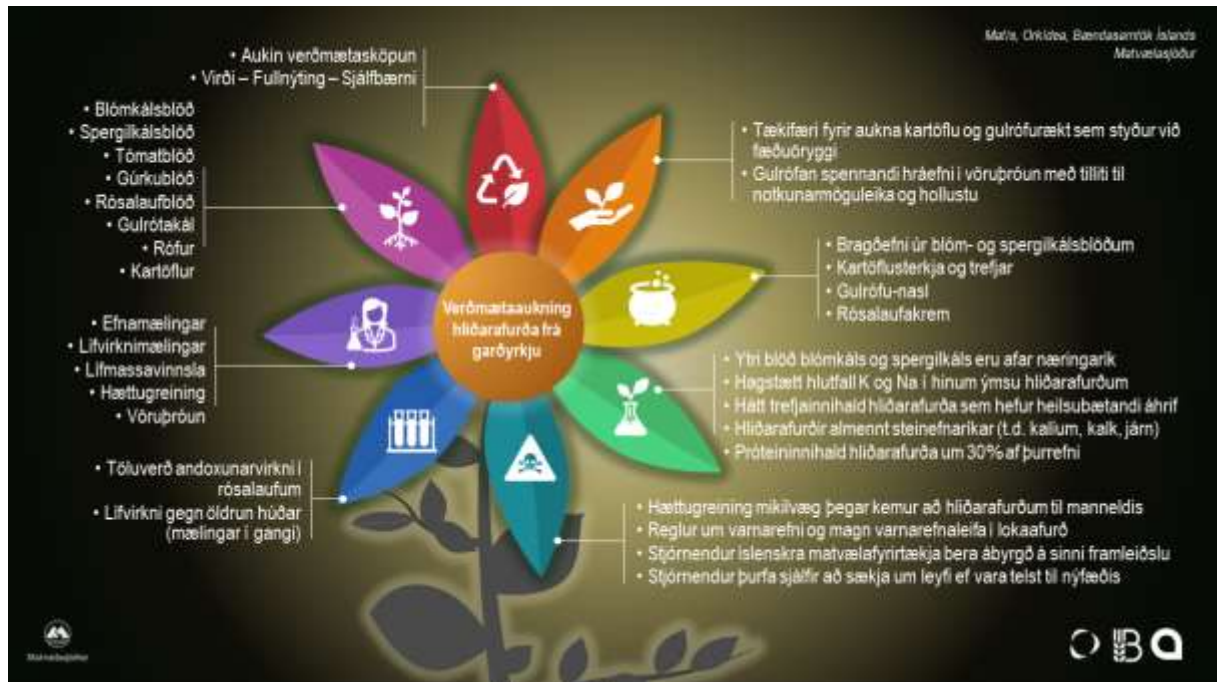 Matís, Orkídea, Bændasamtök Íslands
Matvælasjóður
• Aukin verðmætasköpun
• Virði – Fullnýting – Sjálfbærni
• Blómkálsblöð
• Spergilkálsblöð
• Tómatblöð
• Gúrkublöð
• Rósalaufblöð
• Gulrótakál
• Rófur
• Kartöflur
• Efnamælingar
• Lífvirknimælingar
• Lífmassavinnsla
• Hættugreining
• Vöruþróun
• Töluverð andoxunarvirkni í
rósalaufum
• Lífvirkni gegn öldrun húðar
(mælingar í gangi)
Verðmætaaukning
hliðarafurða frá
garðyrkju
• Tækifæri fyrir aukna kartöflu og gulrófurækt sem styður við
fæðuöryggi
• Gulrófan spennandi hráefni í vöruþróun með tilliti til
notkunarmöguleika og hollustu
• Bragðefni úr blóm- og spergilkálsblöðum
• Kartöflusterkja og trefjar
• Gulrófu-nasl
• Rósalaufakrem
• Ytri blöð blómkáls og spergilkáls eru afar næringarík
• Hagstætt hlutfall K og Na í hinum ýmsu hliðarafurðum
• Hátt trefjainnihald hliðarafurða sem hefur heilsubætandi áhrif
• Hliðarafurðir almennt steinefnaríkar (t.d. kalíum, kalk, járn)
• Próteininnihald hliðarafurða um 30% af þurrefni
• Hættugreining mikilvæg þegar kemur að hliðarafurðum til manneldis
• Reglur um varnarefni og magn varnarefnaleifa í lokaafurð
• Stjórnendur íslenskra matvælafyrirtækja bera ábyrgð á sinni framleiðslu
• Stjórnendur þurfa sjálfir að sækja um leyfi ef vara telst til nýfæðis
Matvælasjóður
B